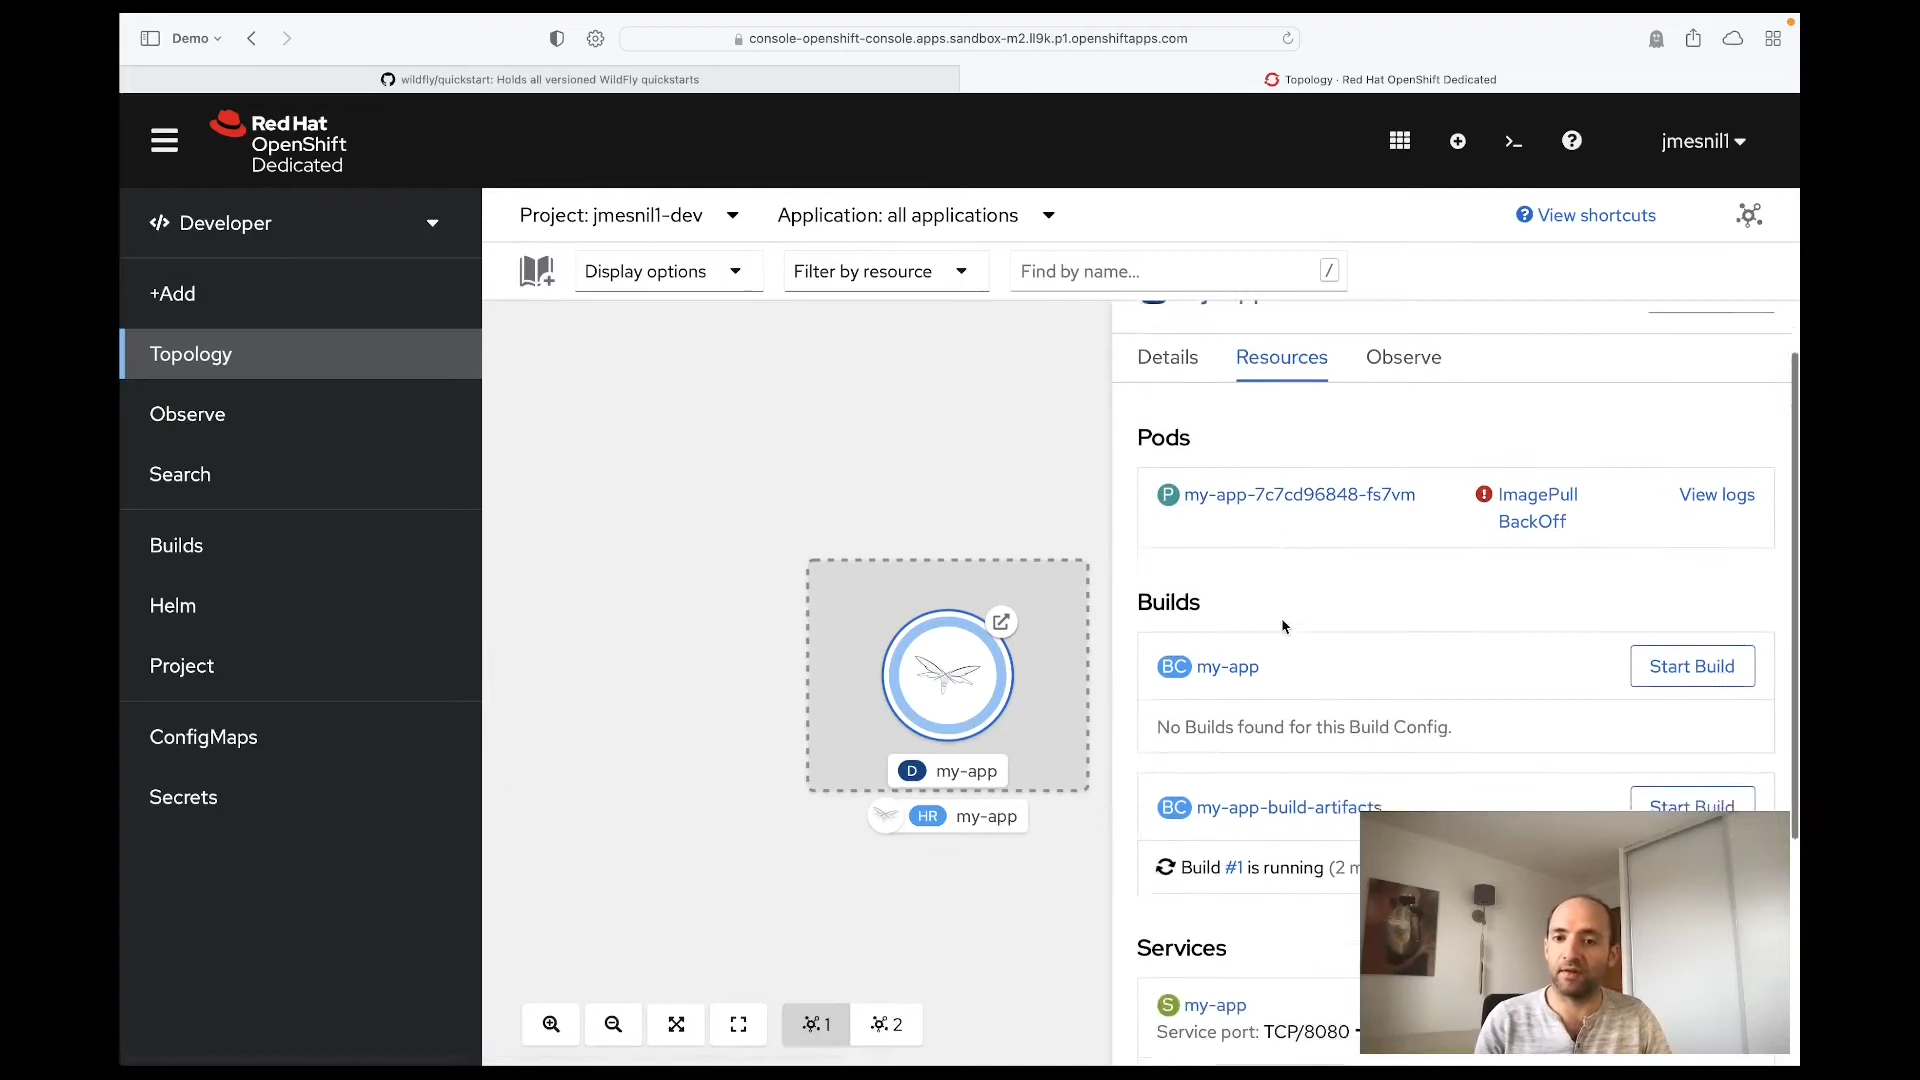 Demo
console-openshift-console.apps.sandbox-m2.ll9k.p1.openshiftapps.com
wildfly/quickstart: Holds all versioned WildFly quickstarts
Topology · Red Hat OpenShift Dedicated
Red Hat
OpenShift
Dedicated
jmesnil1
Developer
Project: jmesnil1-dev
Application: all applications
View shortcuts
Display options
Filter by resource
Find by name...
/
+Add
Topology
Observe
Search
Builds
Helm
Project
ConfigMaps
Secrets
Details
Resources
Observe
Pods
P my-app-7c7cd96848-fs7vm
ImagePull
BackOff
View logs
Builds
BC my-app
Start Build
No Builds found for this Build Config.
BC my-app-build-artifacts
Start Build
Build #1 is running (2 m
Services
S my-app
Service port: TCP/8080
D my-app
HR my-app
1
2